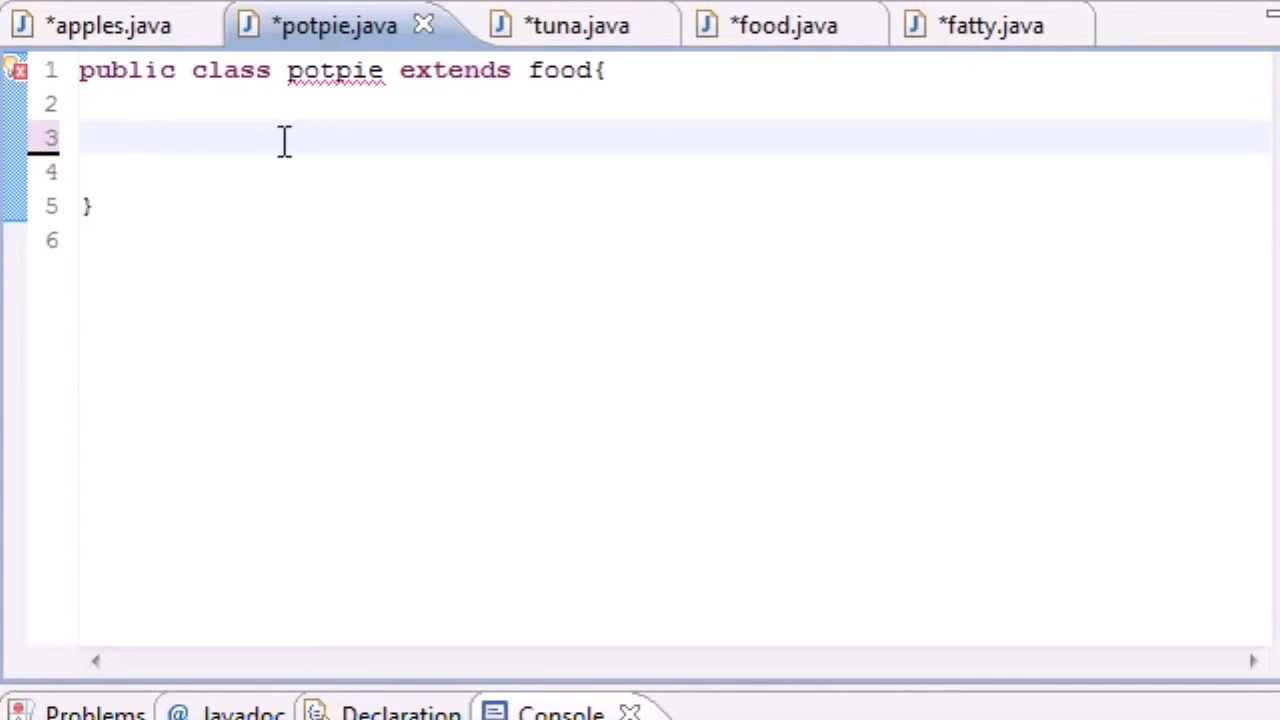 *apples.java *potpie.java *tuna.java *food.java *fatty.java
1 public class potpie extends food{
2
3
4
5 }
6
Problems @ Javadoc Declaration Console